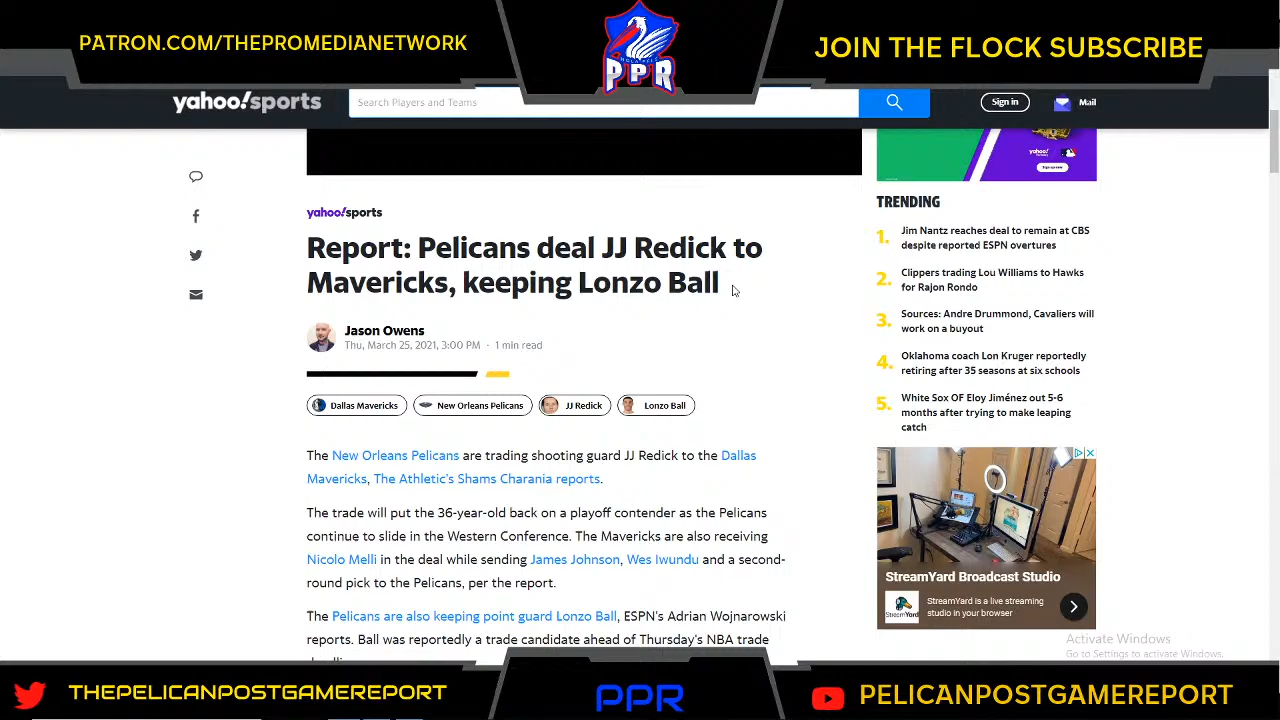 PATRON.COM/THEPROMEDIANETWORK
PPR
JOIN THE FLOCK SUBSCRIBE
yahoo!sports
Search Players and Teams
Sign in
Mail
yahoo!
Sign up now
yahoo!sports
Report: Pelicans deal JJ Redick to
Mavericks, keeping Lonzo Ball
Jason Owens
Thu, March 25, 2021, 3:00 PM · 1 min read
Dallas Mavericks
New Orleans Pelicans
JJ Redick
Lonzo Ball
The New Orleans Pelicans are trading shooting guard JJ Redick to the Dallas
Mavericks, The Athletic's Shams Charania reports.
The trade will put the 36-year-old back on a playoff contender as the Pelicans
continue to slide in the Western Conference. The Mavericks are also receiving
Nicolo Melli in the deal while sending James Johnson, Wes Iwundu and a second-
round pick to the Pelicans, per the report.
The Pelicans are also keeping point guard Lonzo Ball, ESPN's Adrian Wojnarowski
reports. Ball was reportedly a trade candidate ahead of Thursday's NBA trade
TRENDING
1. Jim Nantz reaches deal to remain at CBS
despite reported ESPN overtures
2. Clippers trading Lou Williams to Hawks
for Rajon Rondo
3. Sources: Andre Drummond, Cavaliers will
work on a buyout
4. Oklahoma coach Lon Kruger reportedly
retiring after 35 seasons at six schools
5. White Sox OF Eloy Jiménez out 5-6
months after trying to make leaping
catch
StreamYard Broadcast Studio
StreamYard
StreamYard is a live streaming
studio in your browser
Activate Windows
Go to Settings to activate Windows.
THEPELICANPOSTGAMEREPORT
PPR
PELICANPOSTGAMEREPORT